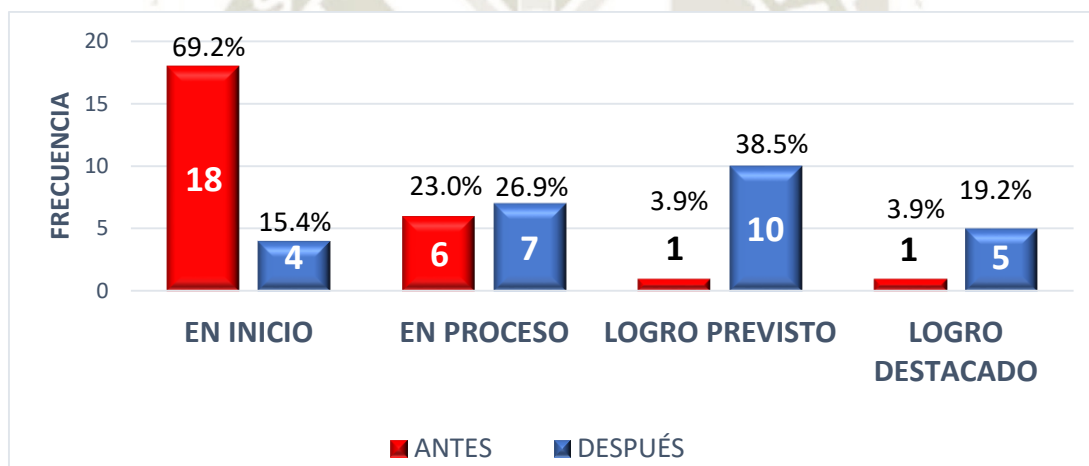 FRECUENCIA
20
15
10
5
0
69.2%
18
15.4%
4
23.0%
6
26.9%
7
3.9%
1
38.5%
10
3.9%
1
19.2%
5
EN INICIO
EN PROCESO
LOGRO PREVISTO
LOGRO
DESTACADO
ANTES
DESPUÉS